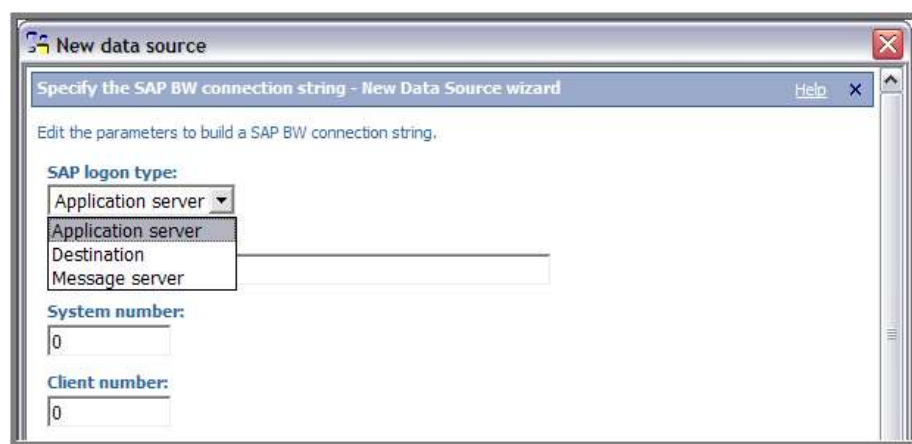 New data source
Specify the SAP BW connection string - New Data Source wizard Help x
Edit the parameters to build a SAP BW connection string.
SAP logon type:
Application server
Application server
Destination
Message server
System number:
0
Client number:
0